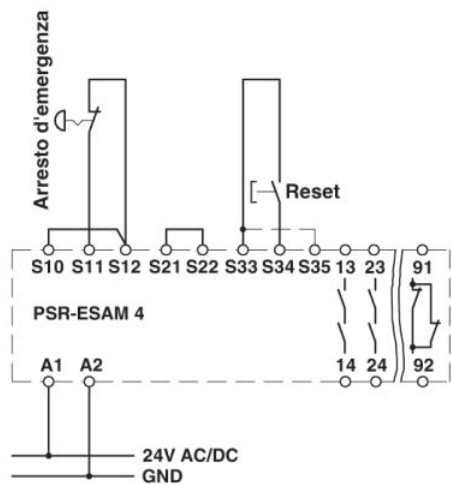 Arresto d'emergenza
Reset
S10 S11 S12 S21 S22 S33 S34 S35 13 23 91
PSR-ESAM 4
14 24 92
A1 A2
24V AC/DC
GND